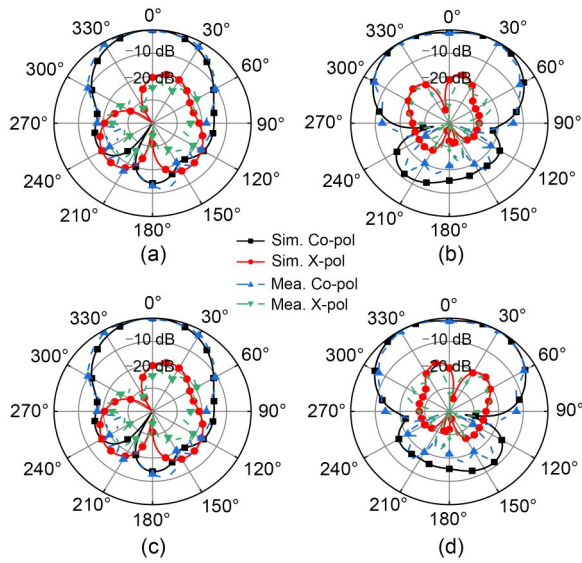 0° 0°
330° 30° 330° 30°
−10 dB −10 dB
300° 60° 300° 60°
−20 dB −20 dB
270° 90° 270° 90°
240° 120° 240° 120°
210° 150° 210° 150°
180° 180°
(a) (b)
Sim. Co-pol
Sim. X-pol
Mea. Co-pol
Mea. X-pol
0° 0°
330° 30° 330° 30°
−10 dB −10 dB
300° 60° 300° 60°
−20 dB −20 dB
270° 90° 270° 90°
240° 120° 240° 120°
210° 150° 210° 150°
180° 180°
(c) (d)